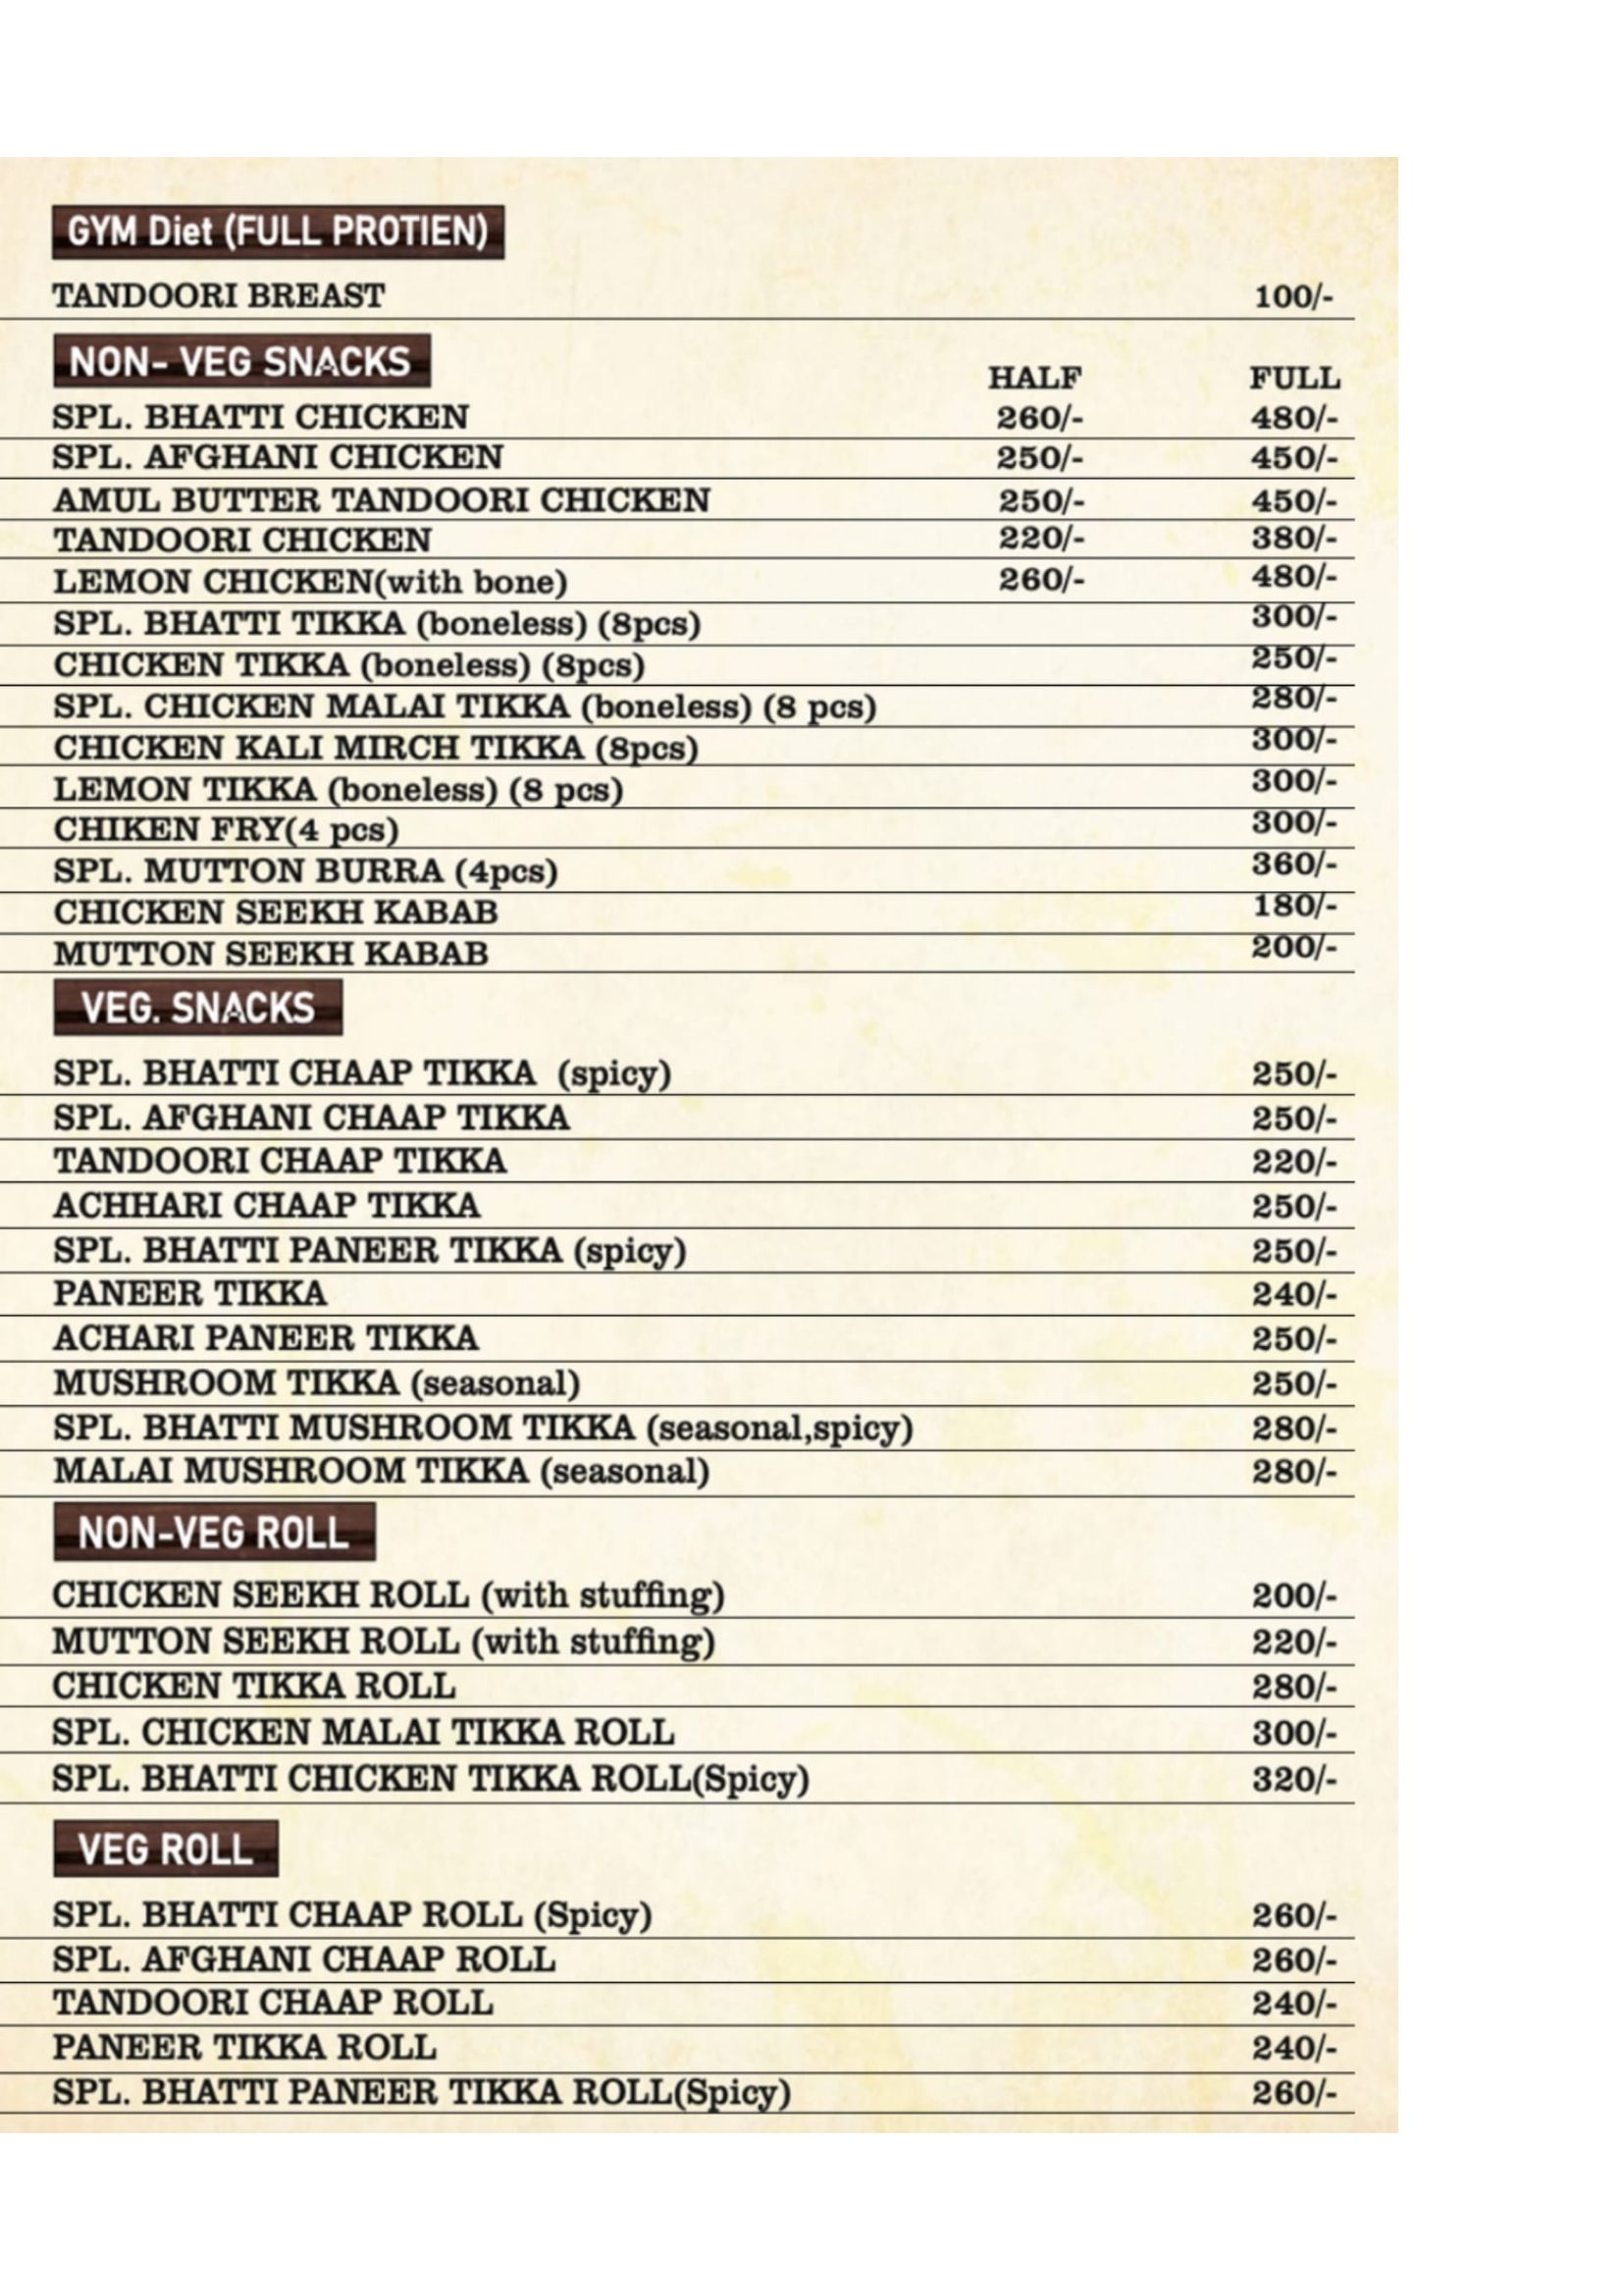 GYM Diet (FULL PROTIEN)
TANDOORI BREAST 100/-
NON- VEG SNACKS
HALF FULL
SPL. BHATTI CHICKEN 260/- 480/-
SPL. AFGHANI CHICKEN 250/- 450/-
AMUL BUTTER TANDOORI CHICKEN 250/- 450/-
TANDOORI CHICKEN 220/- 380/-
LEMON CHICKEN(with bone) 260/- 480/-
SPL. BHATTI TIKKA (boneless) (8pcs) 300/-
CHICKEN TIKKA (boneless) (8pcs) 250/-
SPL. CHICKEN MALAI TIKKA (boneless) (8 pcs) 280/-
CHICKEN KALI MIRCH TIKKA (8pcs) 300/-
LEMON TIKKA (boneless) (8 pcs) 300/-
CHIKEN FRY(4 pcs) 300/-
SPL. MUTTON BURRA (4pcs) 360/-
CHICKEN SEEKH KABAB 180/-
MUTTON SEEKH KABAB 200/-
VEG. SNACKS
SPL. BHATTI CHAAP TIKKA (spicy) 250/-
SPL. AFGHANI CHAAP TIKKA 250/-
TANDOORI CHAAP TIKKA 220/-
ACHHARI CHAAP TIKKA 250/-
SPL. BHATTI PANEER TIKKA (spicy) 250/-
PANEER TIKKA 240/-
ACHARI PANEER TIKKA 250/-
MUSHROOM TIKKA (seasonal) 250/-
SPL. BHATTI MUSHROOM TIKKA (seasonal,spicy) 280/-
MALAI MUSHROOM TIKKA (seasonal) 280/-
NON-VEG ROLL
CHICKEN SEEKH ROLL (with stuffing) 200/-
MUTTON SEEKH ROLL (with stuffing) 220/-
CHICKEN TIKKA ROLL 280/-
SPL. CHICKEN MALAI TIKKA ROLL 300/-
SPL. BHATTI CHICKEN TIKKA ROLL(Spicy) 320/-
VEG ROLL
SPL. BHATTI CHAAP ROLL (Spicy) 260/-
SPL. AFGHANI CHAAP ROLL 260/-
TANDOORI CHAAP ROLL 240/-
PANEER TIKKA ROLL 240/-
SPL. BHATTI PANEER TIKKA ROLL(Spicy) 260/-